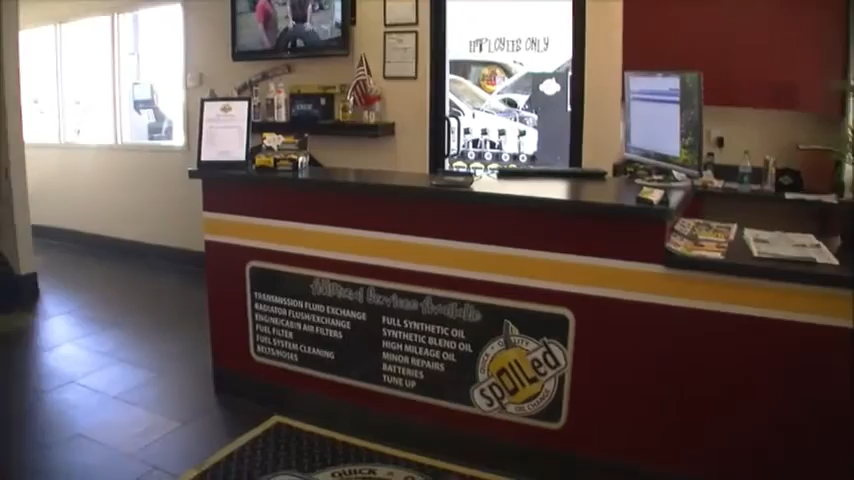 EMPLOYEES ONLY
Additional Services Available
TRANSMISSION FLUID EXCHANGE
RADIATOR FLUSH/EXCHANGE
ENGINE/CABIN AIR FILTERS
FUEL FILTER
FUEL SYSTEM CLEANING
BELTS/HOSES
FULL SYNTHETIC OIL
SYNTHETIC BLEND OIL
HIGH MILEAGE OIL
MINOR REPAIRS
BATTERIES
TUNE UP
QUICK QUALITY
spOILed
OIL CHANGE
QUICK